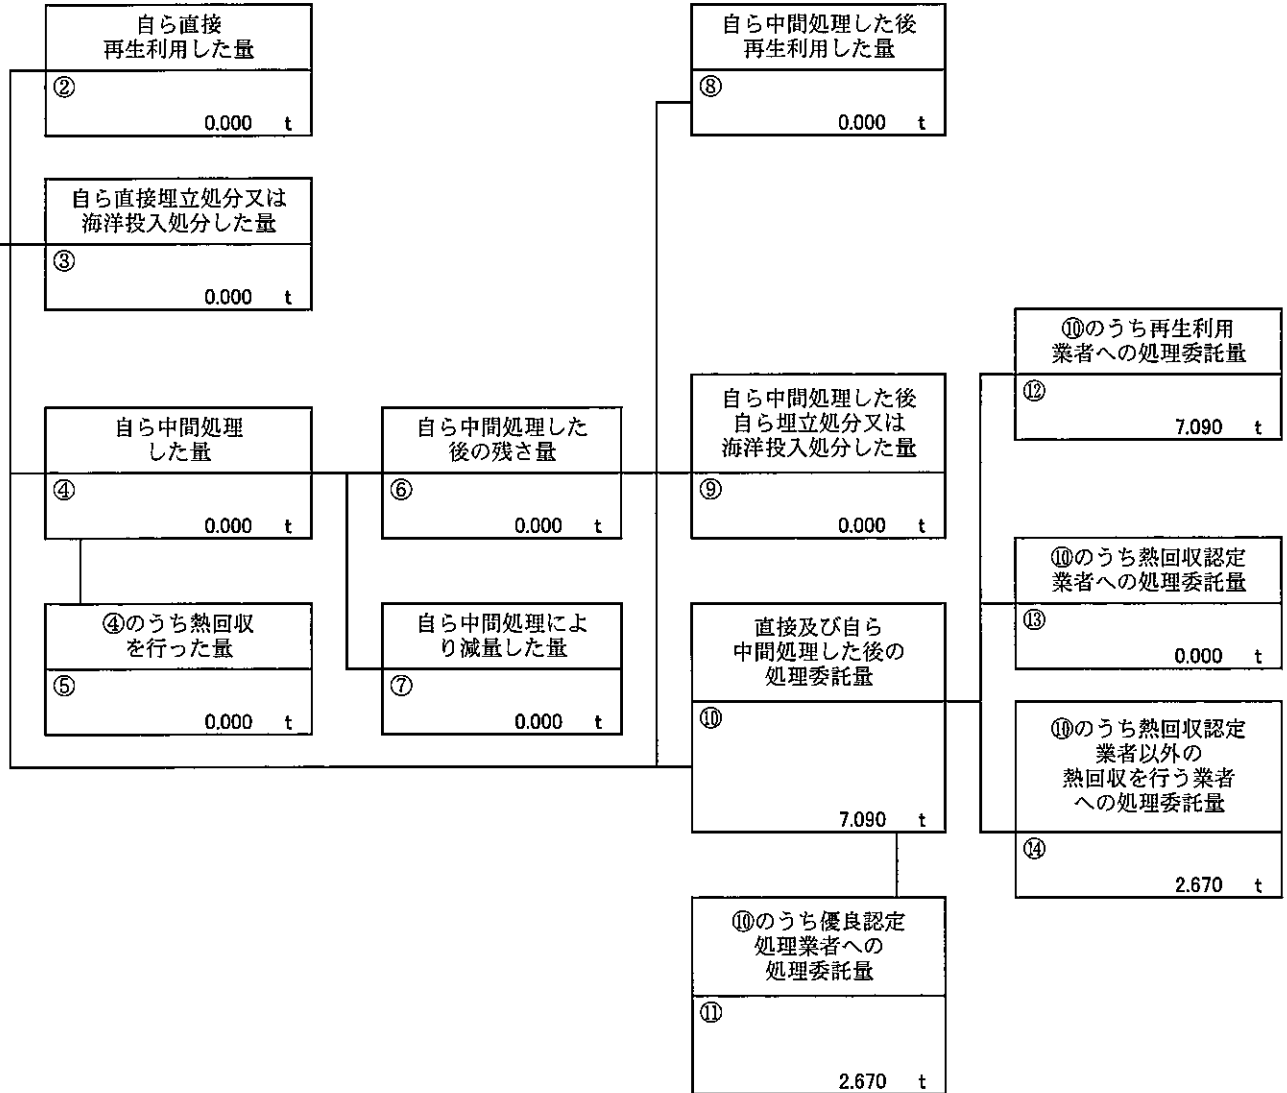 自ら直接
再生利用した量
②
0.000 t
自ら中間処理した後
再生利用した量
⑧
0.000 t
自ら直接埋立処分又は
海洋投入処分した量
③
0.000 t
⑩のうち再生利用
業者への処理委託量
⑫
7.090 t
自ら中間処理
した量
④
0.000 t
自ら中間処理した
後の残さ量
⑥
0.000 t
自ら中間処理した後
自ら埋立処分又は
海洋投入処分した量
⑨
0.000 t
⑩のうち熱回収認定
業者への処理委託量
⑬
0.000 t
④のうち熱回収
を行った量
⑤
0.000 t
自ら中間処理によ
り減量した量
⑦
0.000 t
直接及び自ら
中間処理した後の
処理委託量
⑩
7.090 t
⑩のうち熱回収認定
業者以外の
熱回収を行う業者
への処理委託量
⑭
2.670 t
⑩のうち優良認定
処理業者への
処理委託量
⑪
2.670 t